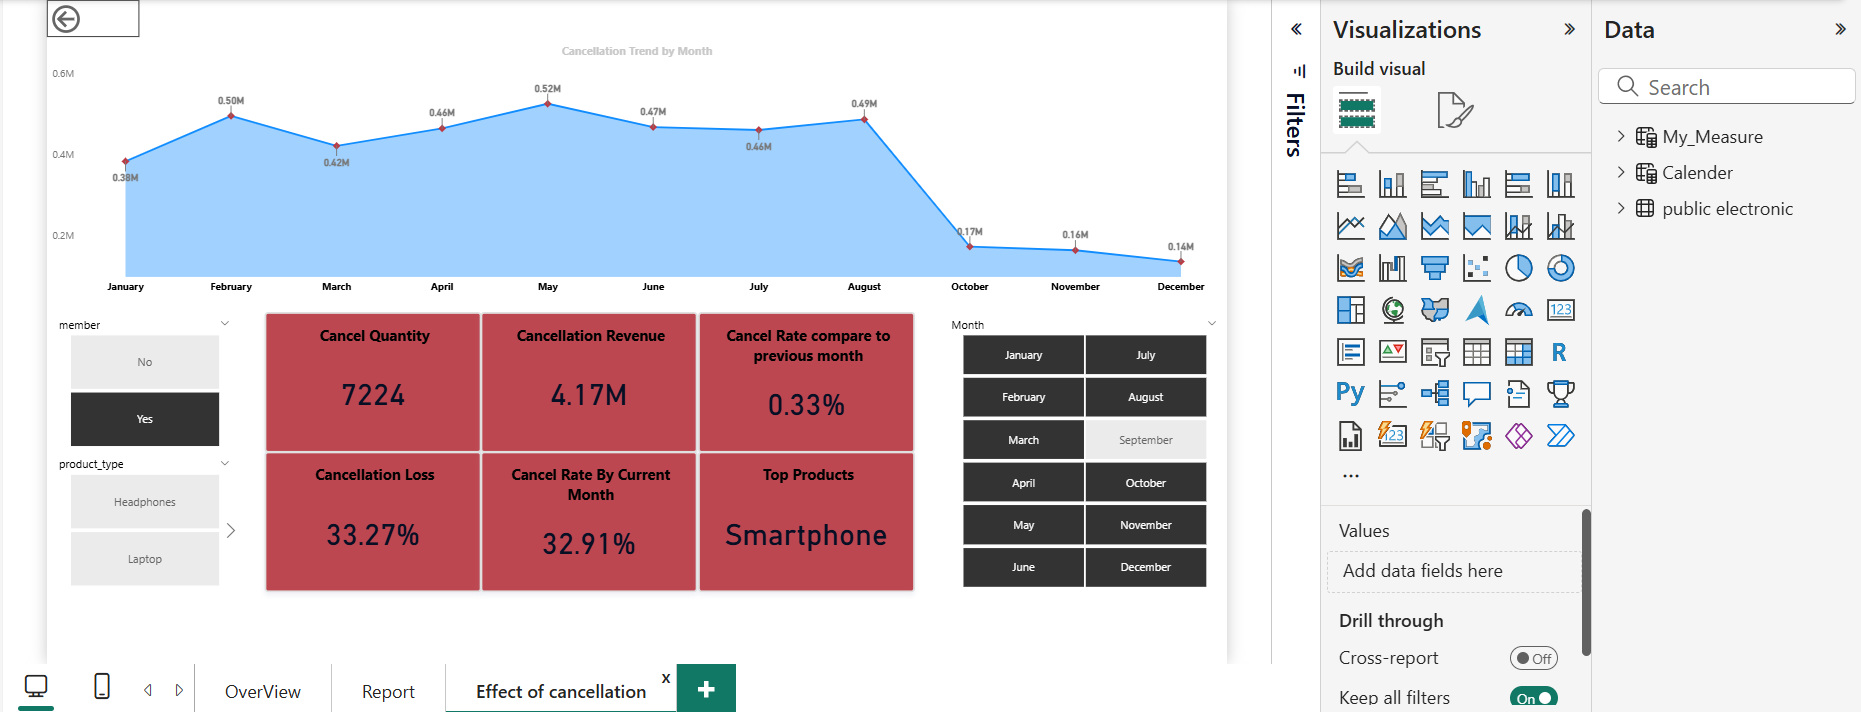 Cancellation Trend by Month
0.6M
0.4M
0.2M
0.38M
0.50M
0.42M
0.46M
0.52M
0.47M
0.46M
0.49M
0.17M
0.16M
0.14M
January February March April May June July August October November December
member
No
Yes
product_type
Headphones
Laptop
Cancel Quantity
7224
Cancellation Revenue
4.17M
Cancel Rate compare to
previous month
0.33%
Cancellation Loss
33.27%
Cancel Rate By Current
Month
32.91%
Top Products
Smartphone
Month
January July
February August
March September
April October
May November
June December
OverView Report Effect of cancellation x +
Filters
Visualizations
Build visual
123
R
Py
123
...
Values
Add data fields here
Drill through
Cross-report Off
Keep all filters On
Data
Search
My_Measure
Calender
public electronic